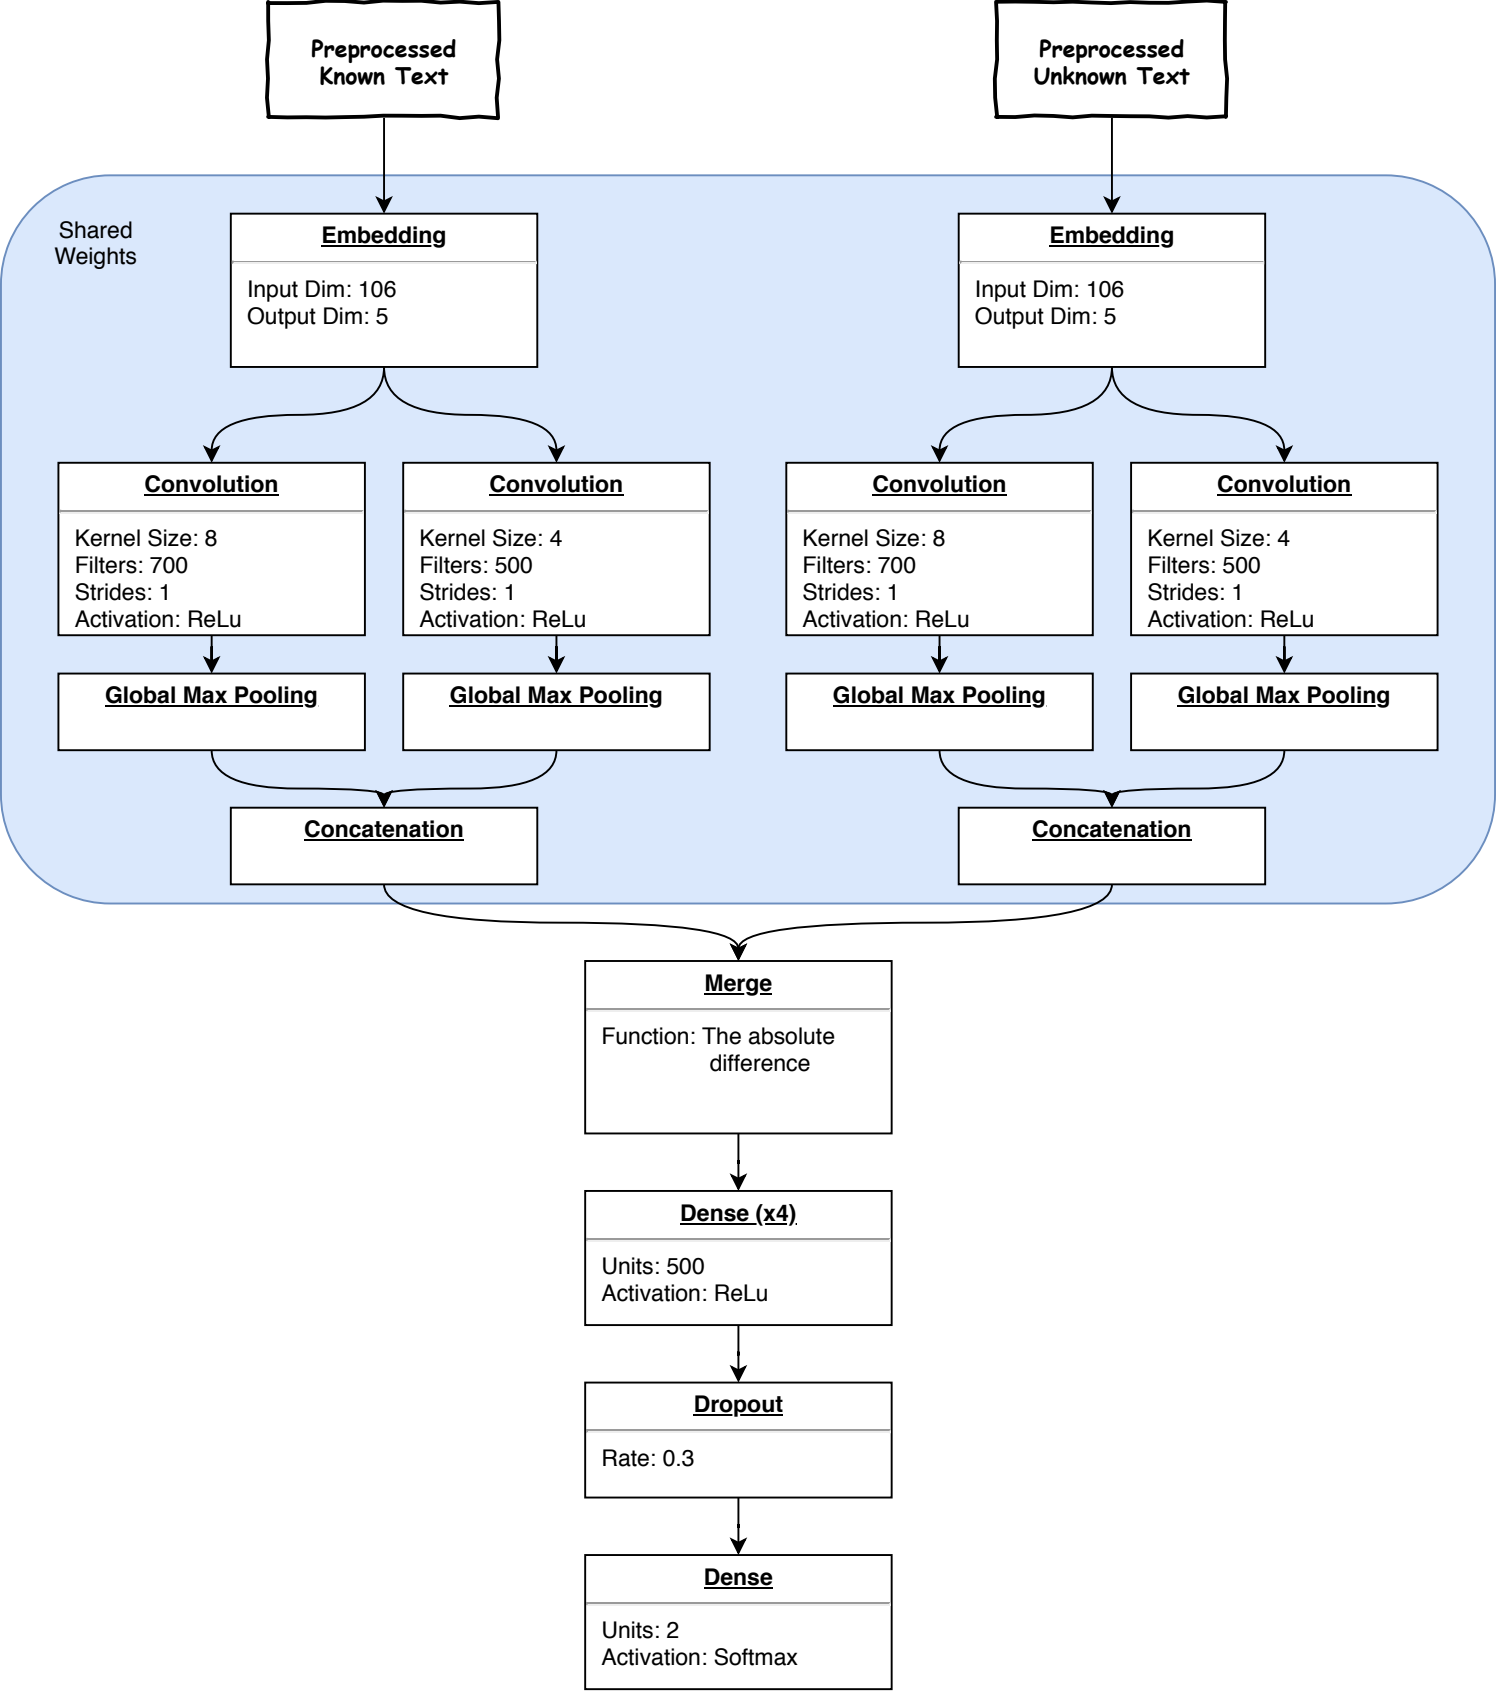 Preprocessed
Known Text
Preprocessed
Unknown Text
Shared
Weights
Embedding
Input Dim: 106
Output Dim: 5
Embedding
Input Dim: 106
Output Dim: 5
Convolution
Kernel Size: 8
Filters: 700
Strides: 1
Activation: ReLu
Convolution
Kernel Size: 4
Filters: 500
Strides: 1
Activation: ReLu
Convolution
Kernel Size: 8
Filters: 700
Strides: 1
Activation: ReLu
Convolution
Kernel Size: 4
Filters: 500
Strides: 1
Activation: ReLu
Global Max Pooling
Global Max Pooling
Global Max Pooling
Global Max Pooling
Concatenation
Concatenation
Merge
Function: The absolute
difference
Dense (x4)
Units: 500
Activation: ReLu
Dropout
Rate: 0.3
Dense
Units: 2
Activation: Softmax